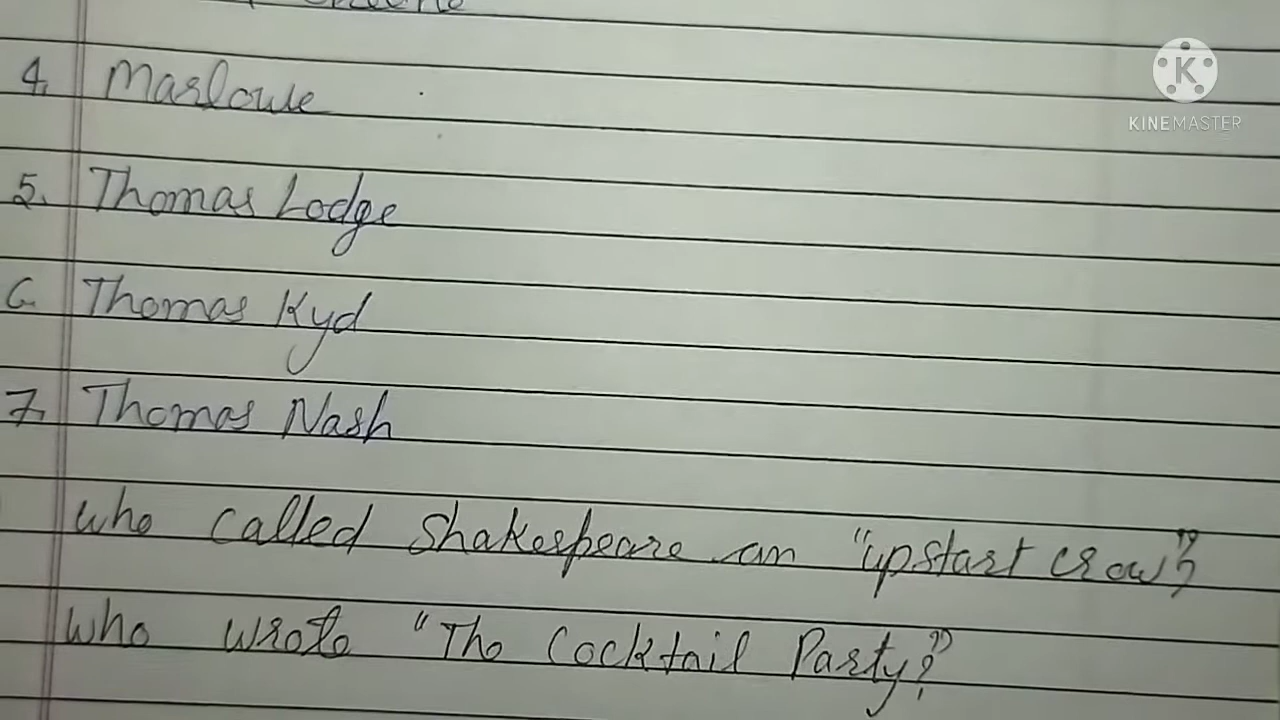 4. Marlowe
5. Thomas Lodge
6. Thomas Kyd
7. Thomas Nash
who called Shakespeare an "upstart crow"?
who wrote "The Cocktail Party?"
K
KINEMASTER